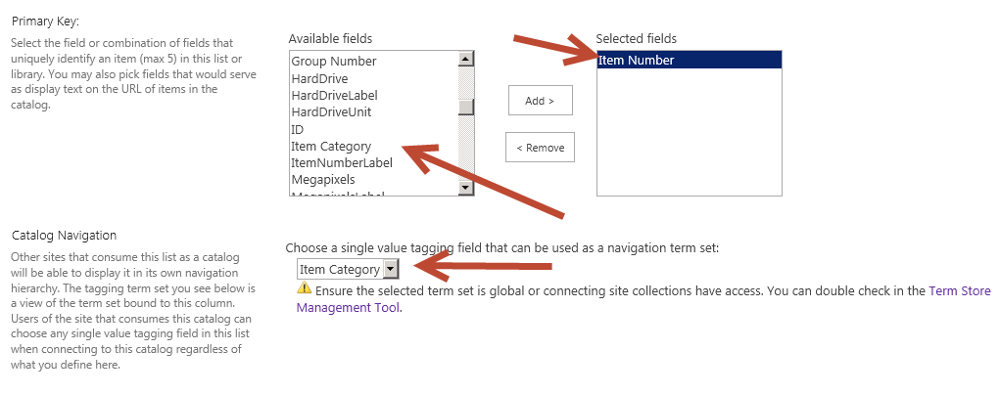 Primary Key:
Select the field or combination of fields that
uniquely identify an item (max 5) in this list or
library. You may also pick fields that would serve
as display text on the URL of items in the
catalog.
Available fields
Group Number
HardDrive
HardDriveLabel
HardDriveUnit
ID
Item Category
ItemNumberLabel
Megapixels
MegapixelsLabel
Add >
< Remove
Selected fields
Item Number
Catalog Navigation
Other sites that consume this list as a catalog
will be able to display it in its own navigation
hierarchy. The tagging term set you see below is
a view of the term set bound to this column.
Users of the site that consumes this catalog can
choose any single value tagging field in this list
when connecting to this catalog regardless of
what you define here.
Choose a single value tagging field that can be used as a navigation term set:
Item Category
Ensure the selected term set is global or connecting site collections have access. You can double check in the Term Store
Management Tool.